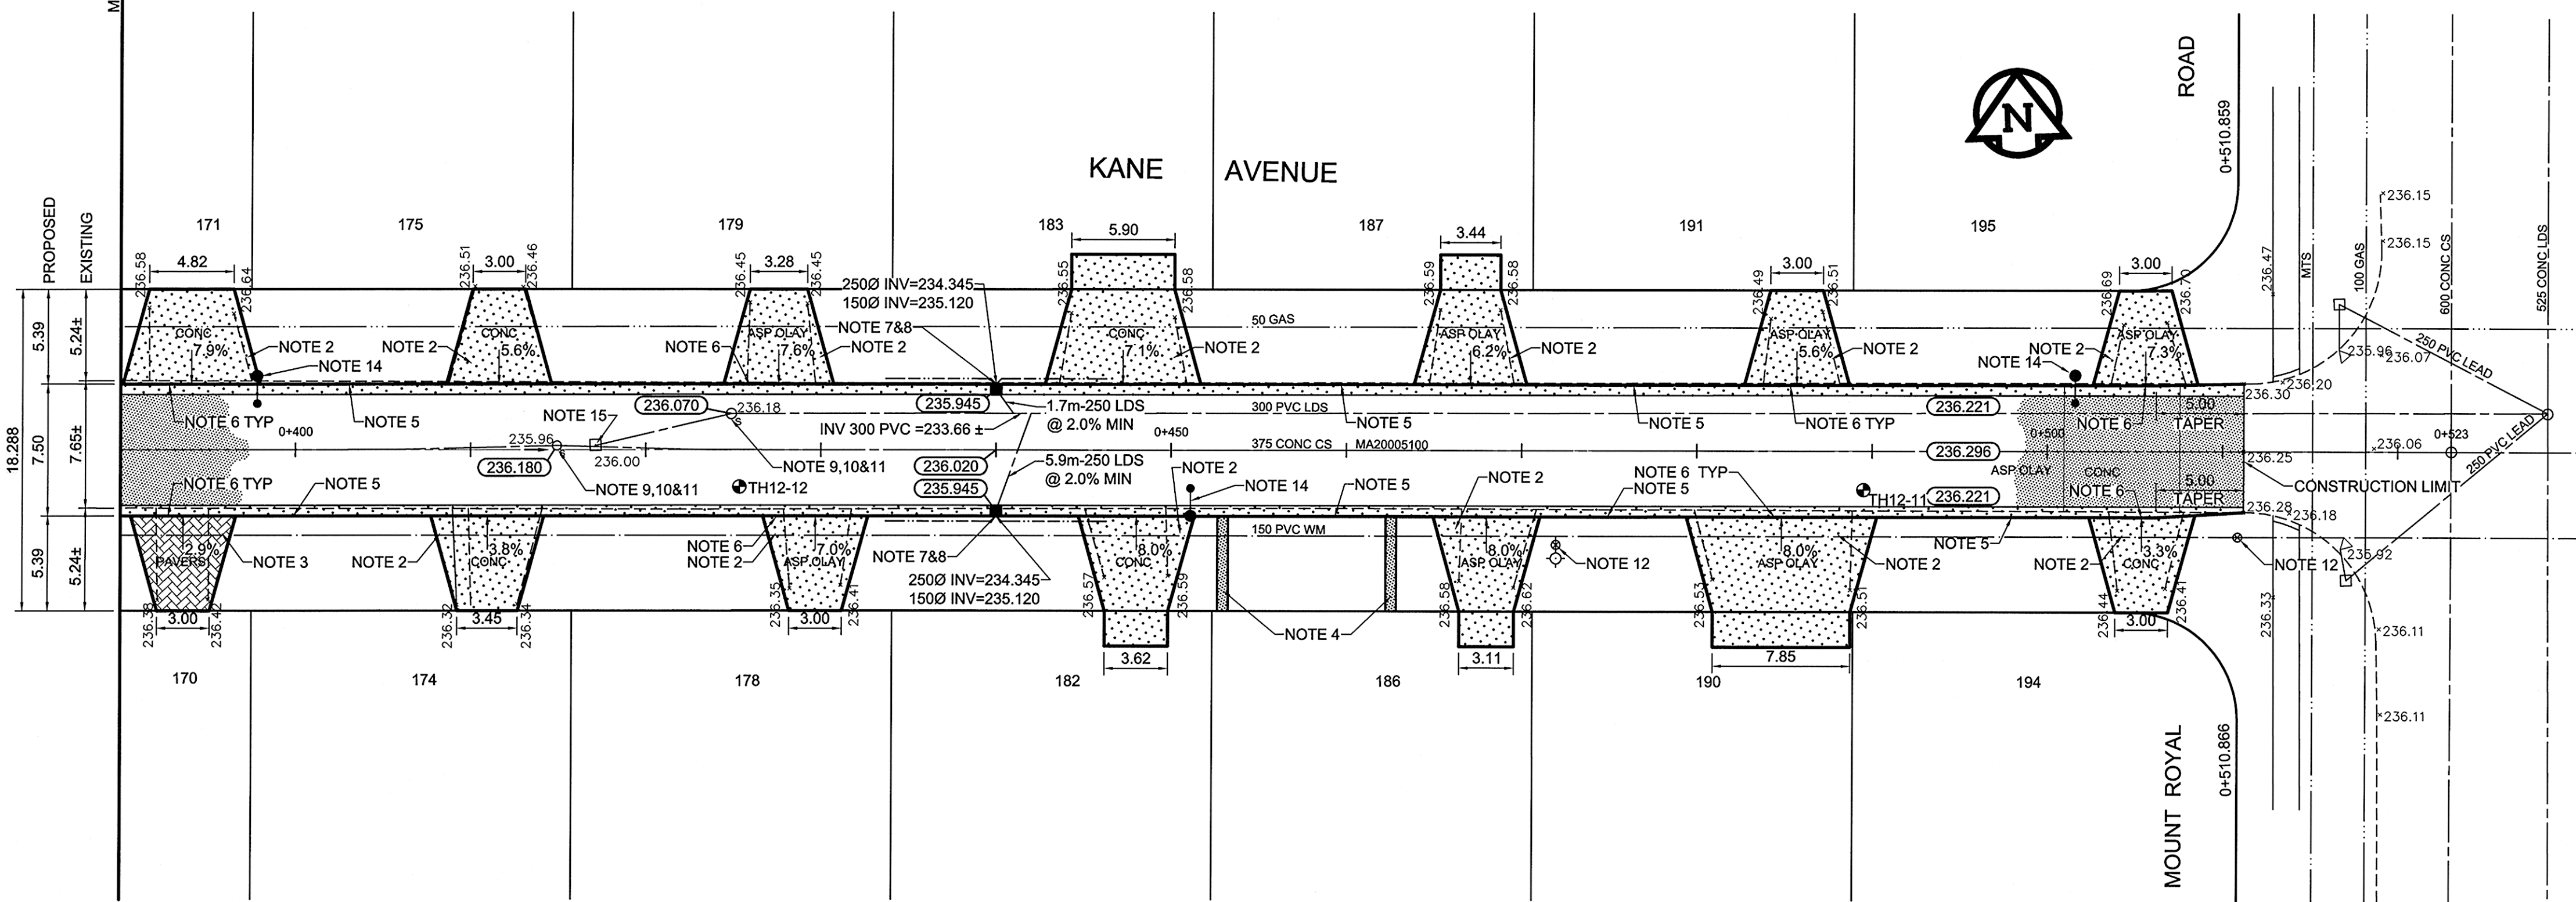 M
KANE AVENUE
ROAD
N
0+510.859
236.15
236.15
PROPOSED
EXISTING
171
175
179
183
187
191
195
236.58
4.82
236.64
236.51
3.00
236.46
236.45
3.28
236.45
236.55
5.90
236.58
236.59
3.44
236.58
236.49
3.00
236.51
236.69
3.00
236.70
236.47
MTS
100 GAS
600 CONC CS
525 CONC LDS
250Ø INV=234.345
150Ø INV=235.120
NOTE 7&8
50 GAS
18.288
5.39
5.24±
7.50
7.65±
5.39
5.24±
CONC
7.9%
NOTE 2
NOTE 14
NOTE 2
CONC
5.6%
NOTE 6
ASP OLAY
7.6%
NOTE 2
CONC
7.1%
NOTE 2
ASP OLAY
6.2%
NOTE 2
ASP OLAY
5.6%
NOTE 2
NOTE 14
NOTE 2
ASP OLAY
7.3%
235.96
236.07
250 PVC LEAD
236.20
236.30
NOTE 6 TYP
NOTE 5
NOTE 15
236.070
236.18
235.945
1.7m-250 LDS
@ 2.0% MIN
300 PVC LDS
NOTE 5
NOTE 5
NOTE 6 TYP
236.221
NOTE 6
5.00
TAPER
0+400
235.96
236.180
236.00
INV 300 PVC =233.66 ±
0+450
375 CONC CS
MA20005100
0+500
236.06
0+523
236.296
236.25
250 PVC LEAD
NOTE 9,10&11
NOTE 9,10&11
TH12-12
236.020
235.945
5.9m-250 LDS
@ 2.0% MIN
NOTE 2
NOTE 14
NOTE 5
NOTE 2
NOTE 6 TYP
NOTE 5
TH12-11
236.221
ASP OLAY
CONC
NOTE 6
5.00
TAPER
CONSTRUCTION LIMIT
236.28
236.18
NOTE 6 TYP
NOTE 5
2.9%
PAVERS
NOTE 3
NOTE 2
3.8%
CONC
NOTE 6
NOTE 2
7.0%
ASP OLAY
NOTE 7&8
250Ø INV=234.345
150Ø INV=235.120
8.0%
CONC
150 PVC WM
8.0%
ASP OLAY
NOTE 12
8.0%
ASP OLAY
NOTE 2
NOTE 5
NOTE 2
3.3%
CONC
NOTE 12
235.92
236.38
3.00
236.42
236.32
3.45
236.34
236.35
3.00
236.41
236.57
3.62
236.59
NOTE 4
236.58
3.11
236.62
236.53
7.85
236.51
236.44
3.00
236.41
236.33
236.11
236.11
170
174
178
182
186
190
194
MOUNT ROYAL
0+510.866